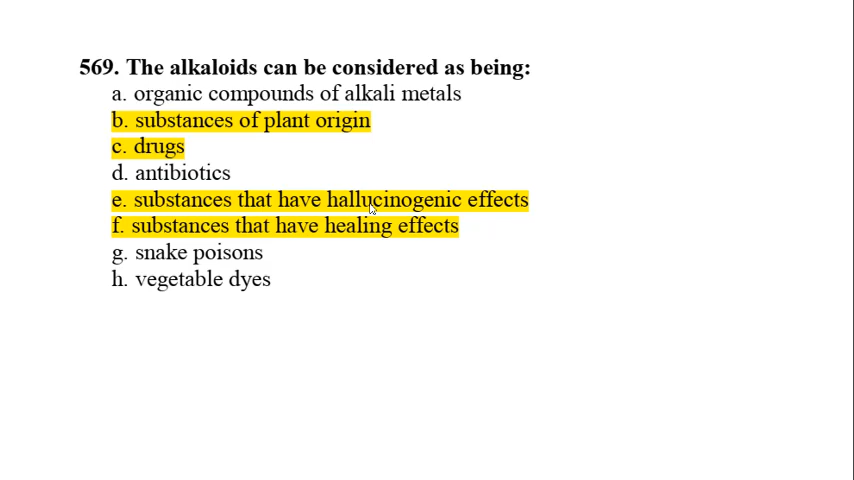 569. The alkaloids can be considered as being:
a. organic compounds of alkali metals
b. substances of plant origin
c. drugs
d. antibiotics
e. substances that have hallucinogenic effects
f. substances that have healing effects
g. snake poisons
h. vegetable dyes